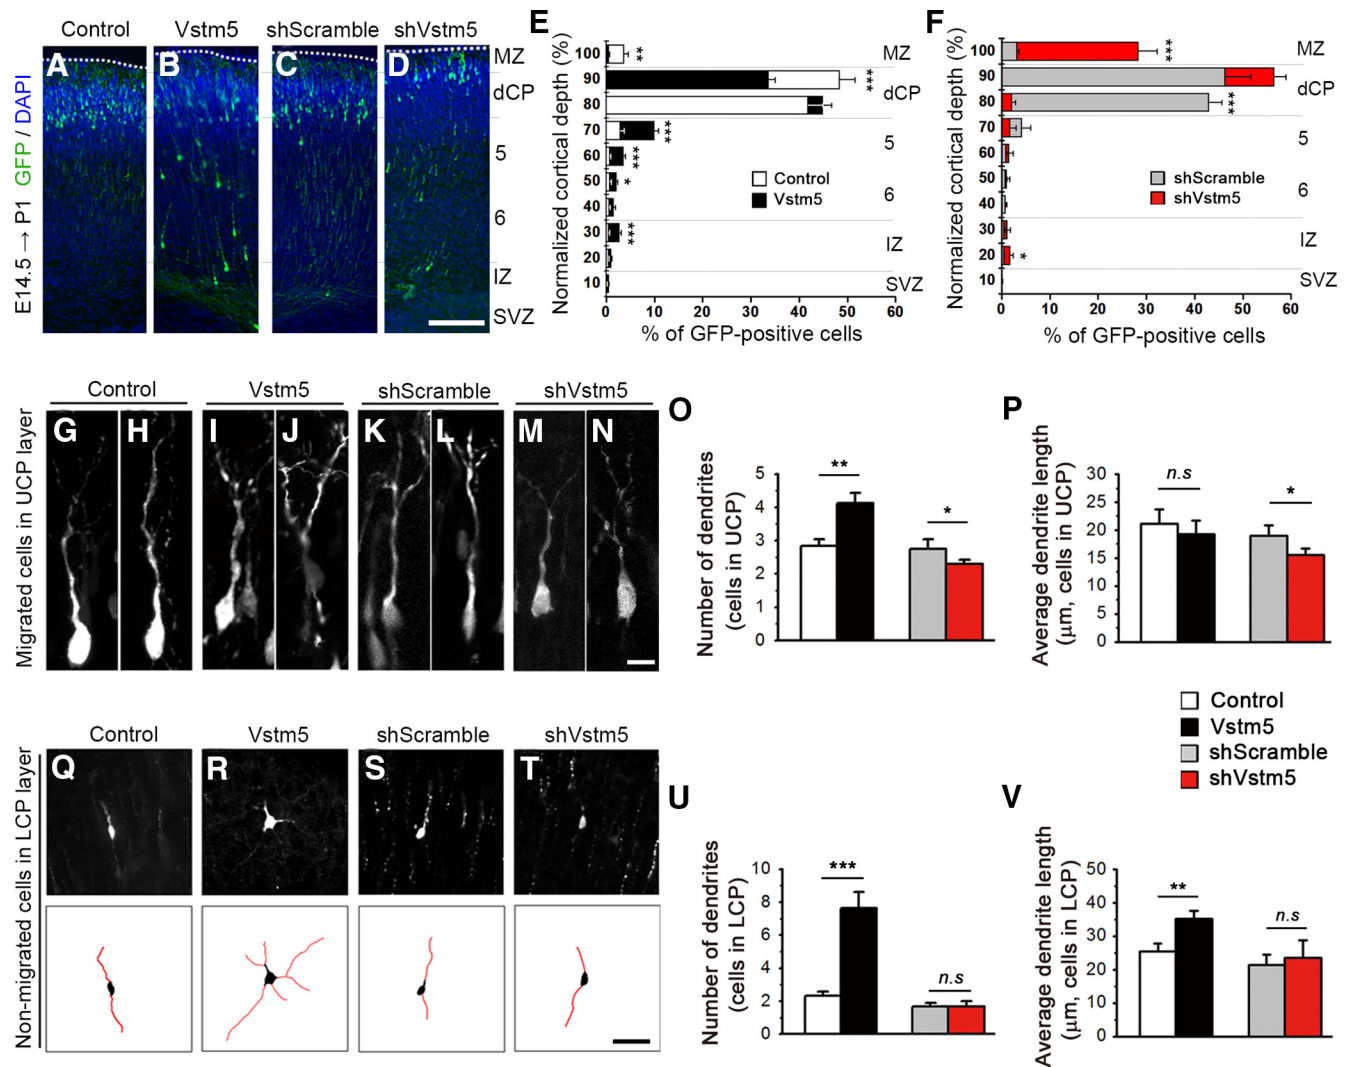 Control Vstm5 shScramble shVstm5
E14.5 → P1 GFP / DAPI
A B C D
MZ
dCP
5
6
IZ
SVZ
E
Normalized cortical depth (%)
100 ** MZ
90 *** dCP
80
70 *** 5
60 ***
50 * 6
40
30 *** IZ
20
10 SVZ
Control
Vstm5
0 10 20 30 40 50 60
% of GFP-positive cells
F
Normalized cortical depth (%)
100 *** MZ
90 dCP
80 ***
70 5
60
50 6
40
30 IZ
20 *
10 SVZ
shScramble
shVstm5
0 10 20 30 40 50 60
% of GFP-positive cells
Control Vstm5 shScramble shVstm5
Migrated cells in UCP layer
G H I J K L M N
O
Number of dendrites
(cells in UCP)
5
4
3
2
1
0
** *
P
Average dendrite length
(μm, cells in UCP)
30
25
20
15
10
5
0
n.s *
Control
Vstm5
shScramble
shVstm5
Control Vstm5 shScramble shVstm5
Non-migrated cells in LCP layer
Q R S T
U
Number of dendrites
(cells in LCP)
10
8
6
4
2
0
*** n.s
V
Average dendrite length
(μm, cells in LCP)
50
40
30
20
10
0
** n.s